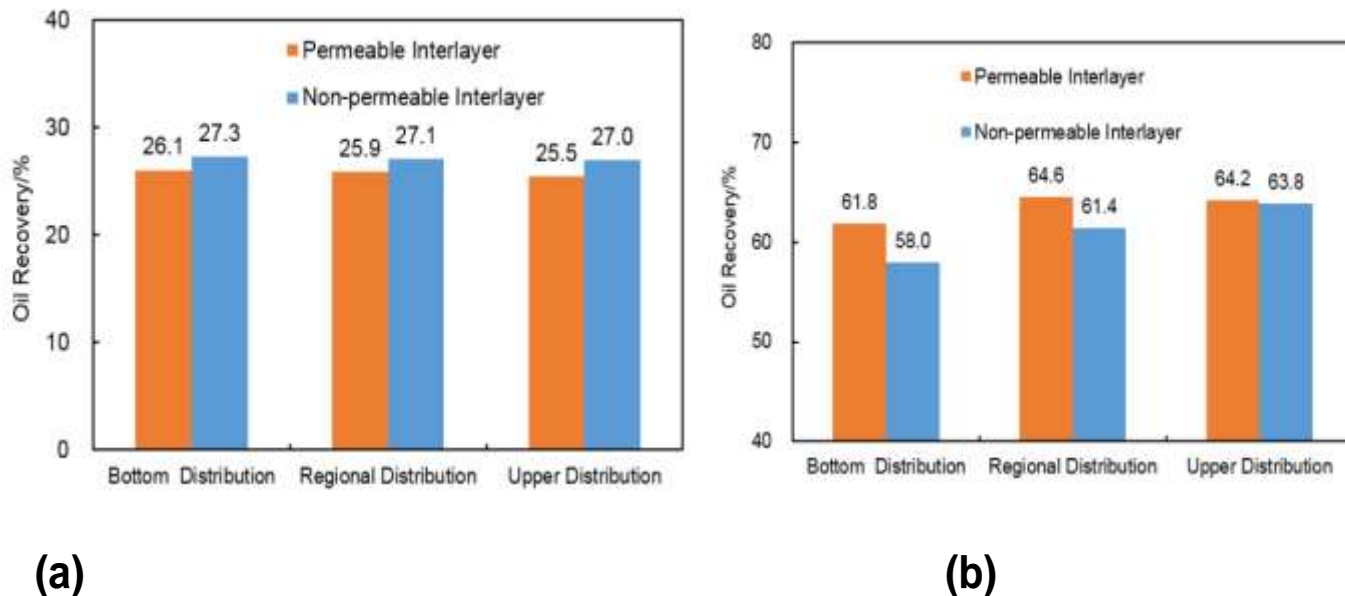 40
30
20
10
0
Oil Recovery/%
Permeable Interlayer
Non-permeable Interlayer
26.1
27.3
25.9
27.1
25.5
27.0
Bottom Distribution
Regional Distribution
Upper Distribution
(a)
80
70
60
50
40
Oil Recovery/%
Permeable Interlayer
Non-permeable Interlayer
61.8
58.0
64.6
61.4
64.2
63.8
Bottom Distribution
Regional Distribution
Upper Distribution
(b)